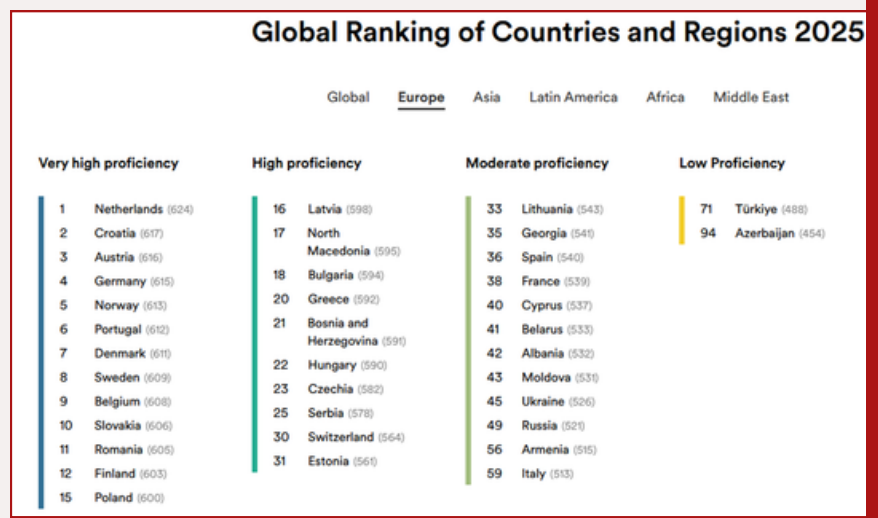 Global Ranking of Countries and Regions 2025
Global Europe Asia Latin America Africa Middle East
Very high proficiency
1 Netherlands (624)
2 Croatia (617)
3 Austria (616)
4 Germany (615)
5 Norway (613)
6 Portugal (612)
7 Denmark (611)
8 Sweden (609)
9 Belgium (608)
10 Slovakia (606)
11 Romania (605)
12 Finland (603)
15 Poland (600)
High proficiency
16 Latvia (598)
17 North
Macedonia (595)
18 Bulgaria (594)
20 Greece (592)
21 Bosnia and
Herzegovina (591)
22 Hungary (590)
23 Czechia (582)
25 Serbia (578)
30 Switzerland (564)
31 Estonia (561)
Moderate proficiency
33 Lithuania (543)
35 Georgia (541)
36 Spain (540)
38 France (539)
40 Cyprus (537)
41 Belarus (533)
42 Albania (532)
43 Moldova (531)
45 Ukraine (526)
49 Russia (521)
56 Armenia (515)
59 Italy (513)
Low Proficiency
71 Türkiye (488)
94 Azerbaijan (454)